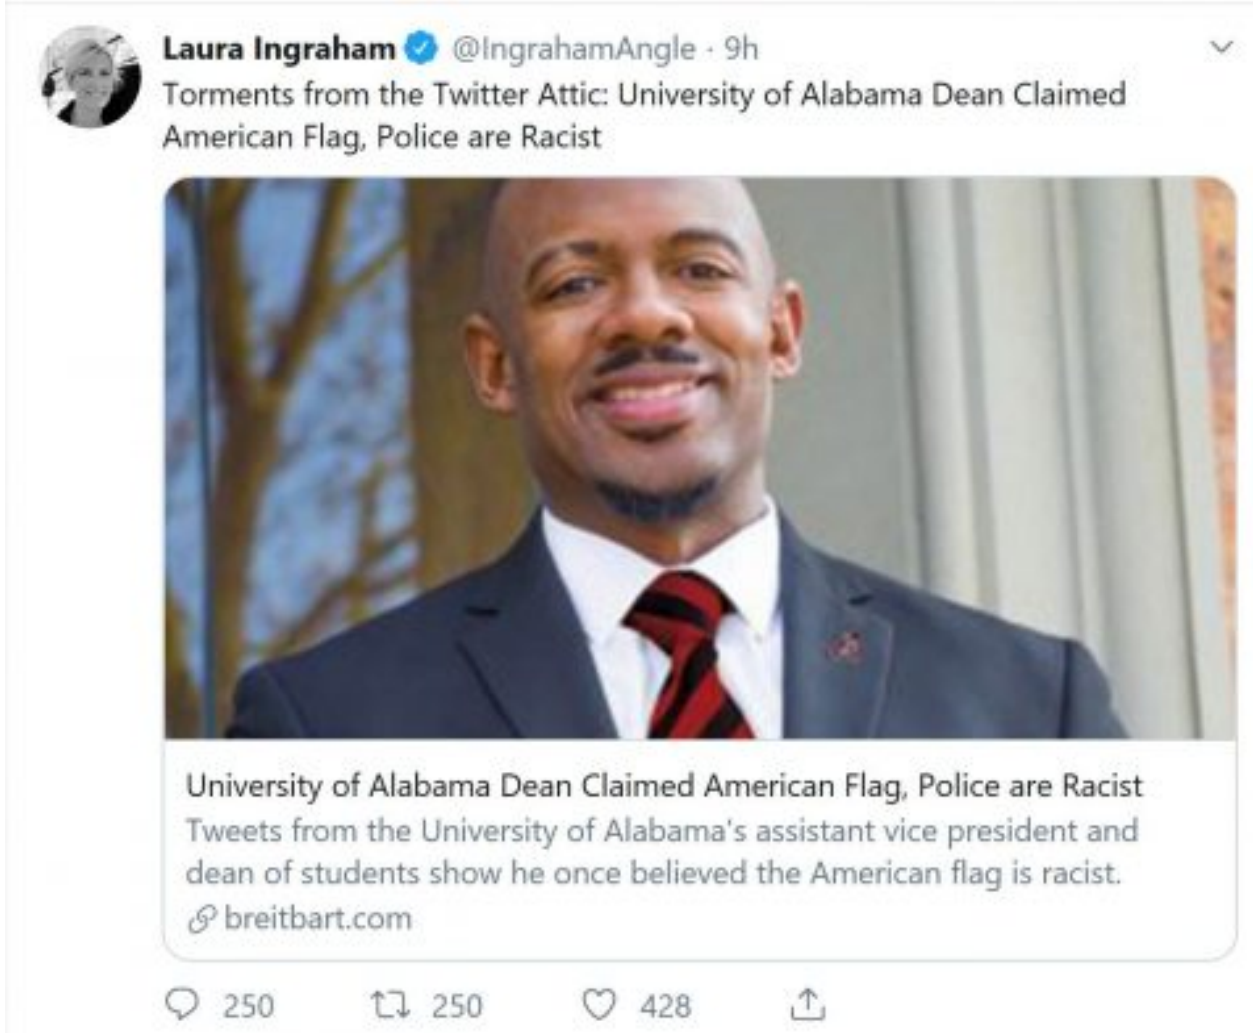 Laura Ingraham @IngrahamAngle · 9h
Torments from the Twitter Attic: University of Alabama Dean Claimed
American Flag, Police are Racist
University of Alabama Dean Claimed American Flag, Police are Racist
Tweets from the University of Alabama's assistant vice president and
dean of students show he once believed the American flag is racist.
breitbart.com
250 250 428